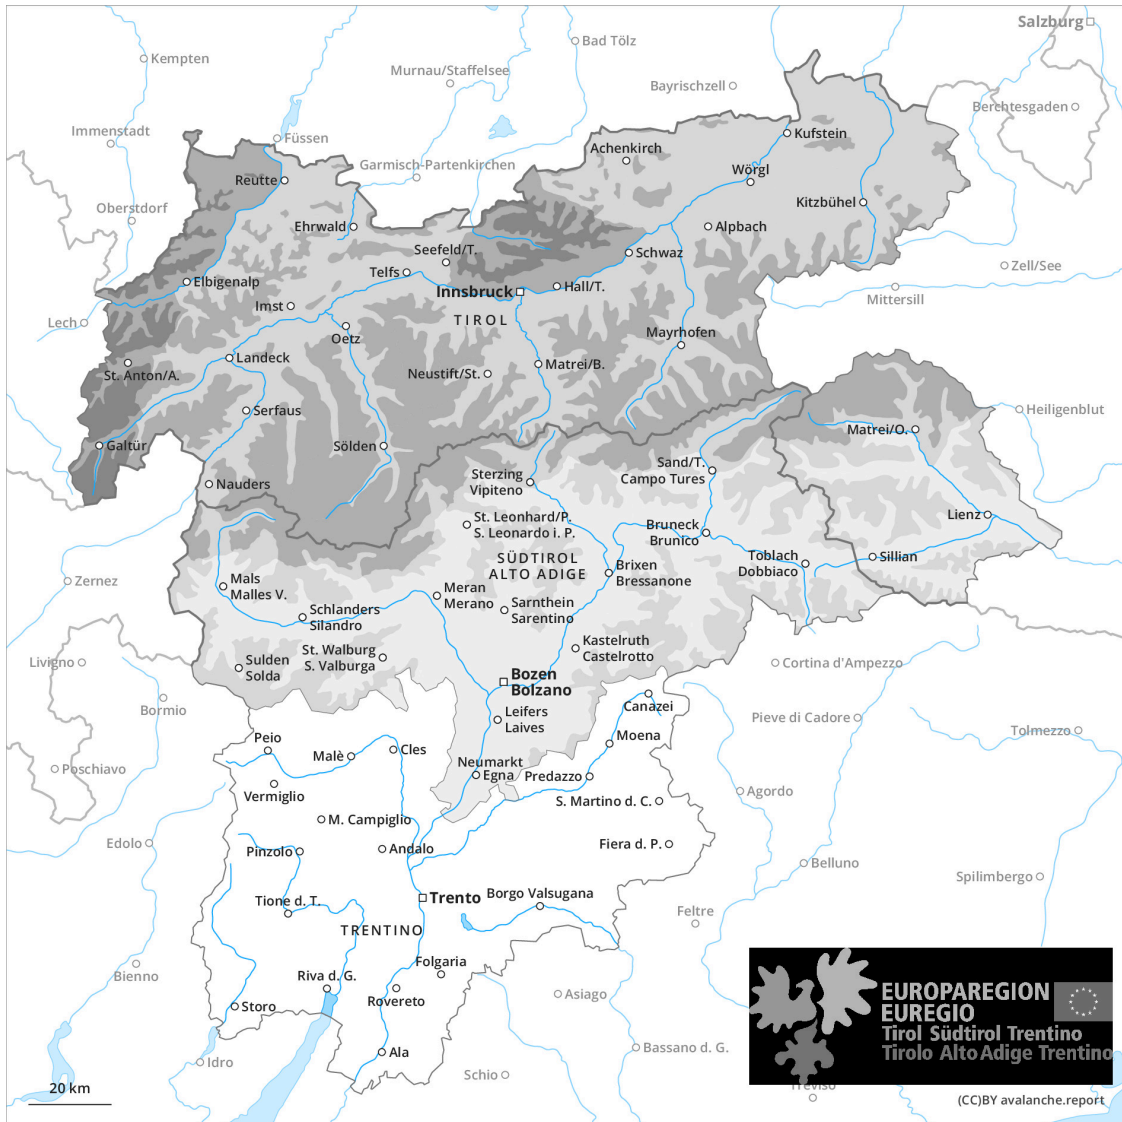 Salzburg
Bad Tölz
Kempten
Murnau/Staffelsee
Bayrischzell
Berchtesgaden
Immenstadt
Füssen
Kufstein
Achenkirch
Garmisch-Partenkirchen
Wörgl
Reutte
Kitzbühel
Oberstdorf
Ehrwald
Alpbach
Seefeld/T.
Schwaz
Telfs
Zell/See
Elbigenalp
Hall/T.
Innsbruck
Mittersill
Imst
TIROL
Lech
Mayrhofen
Oetz
Landeck
Matrei/B.
St. Anton/A.
Neustift/St.
Serfaus
Heiligenblut
Matrei/O.
Galtür
Sölden
Sand/T.
Campo Tures
Sterzing
Vipiteno
Nauders
Lienz
St. Leonhard/P.
S. Leonardo i. P.
Bruneck
Brunico
SÜDTIROL
ALTO ADIGE
Toblach
Dobbiaco
Sillian
Brixen
Bressanone
Zernez
Mals
Malles V.
Meran
Merano
Sarnthein
Sarentino
Schlanders
Silandro
Kastelruth
Castelrotto
St. Walburg
S. Valburga
Livigno
Sulden
Solda
Cortina d'Ampezzo
Bozen
Bolzano
Canazei
Bormio
Leifers
Laives
Pieve di Cadore
Tolmezzo
Peio
Moena
Malè
Cles
Neumarkt
Egna
Poschiavo
Predazzo
Vermiglio
Agordo
S. Martino d. C.
M. Campiglio
Edolo
Fiera d. P.
Pinzolo
Andalo
Belluno
Spilimbergo
Borgo Valsugana
Trento
Tione d. T.
Feltre
TRENTINO
Folgaria
Bienno
Riva d. G.
Asiago
Rovereto
Storo
EUROPAREGION
EUREGIO
Tirol Südtirol Trentino
Tirolo Alto Adige Trentino
Bassano d. G.
Ala
Idro
Schio
Treviso
20 km
(CC)BY avalanche.report